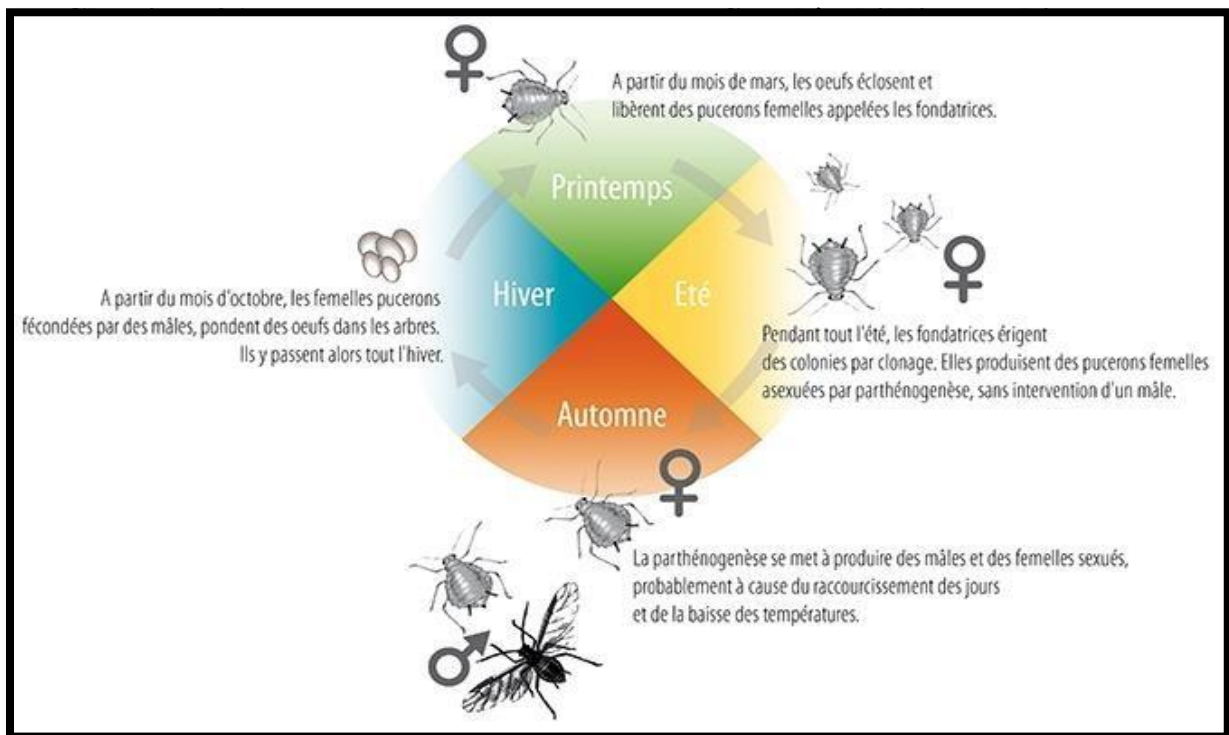 A partir du mois de mars, les oeufs éclosent et
libèrent des pucerons femelles appelées les fondatrices.
Printemps
Eté
Pendant tout l'été, les fondatrices érigent
des colonies par clonage. Elles produisent des pucerons femelles
asexuées par parthénogenèse, sans intervention d'un mâle.
Automne
La parthénogenèse se met à produire des mâles et des femelles sexués,
probablement à cause du raccourcissement des jours
et de la baisse des températures.
Hiver
A partir du mois d'octobre, les femelles pucerons
fécondées par des mâles, pondent des oeufs dans les arbres.
Ils y passent alors tout l'hiver.